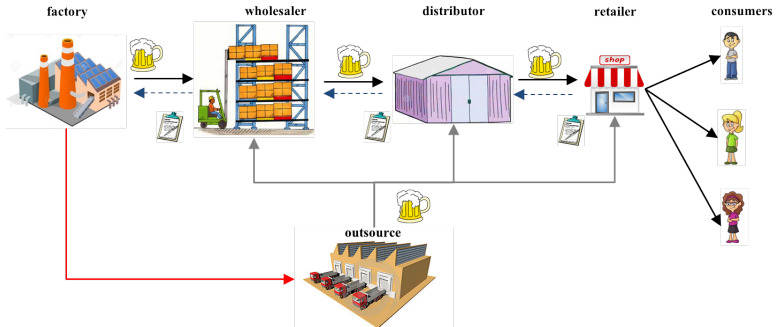 factory
wholesaler
distributor
retailer
consumers
shop
outsource